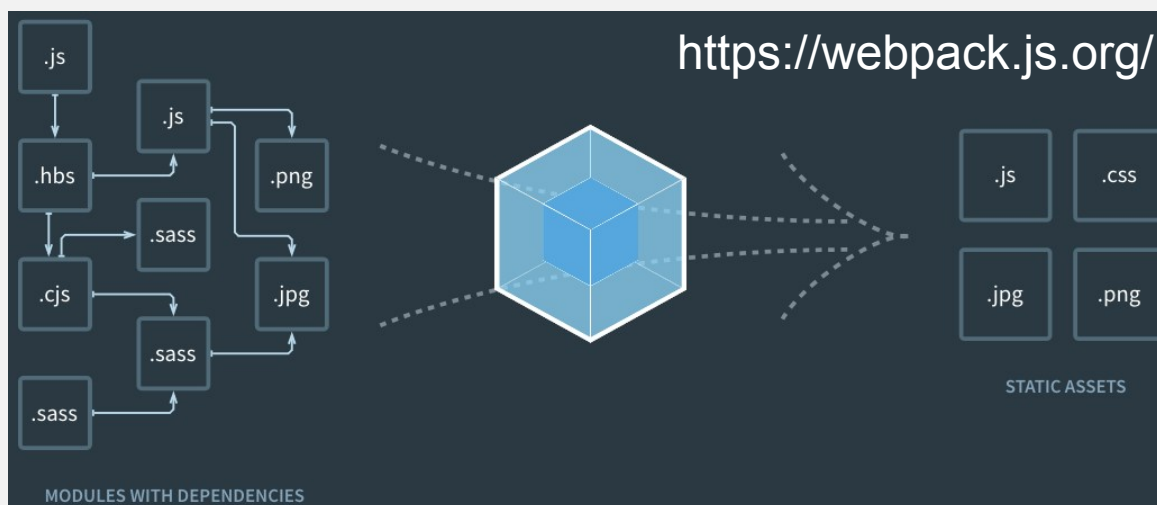 https://webpack.js.org/
.js
.js
.hbs
.png
.sass
.cjs
.jpg
.sass
.sass
MODULES WITH DEPENDENCIES
.js
.css
.jpg
.png
STATIC ASSETS